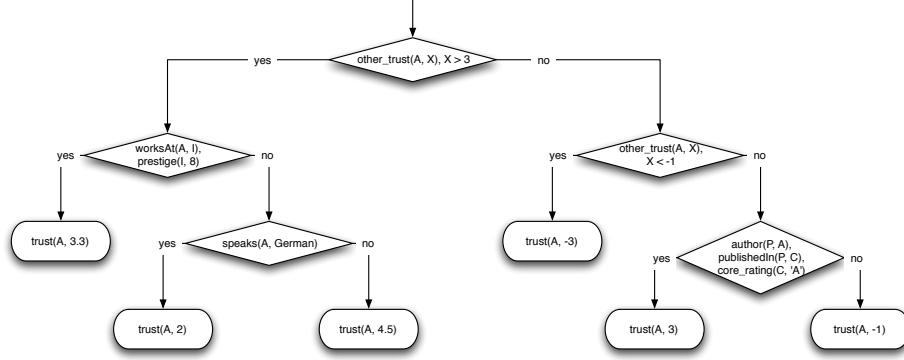 other_trust(A, X), X > 3
yes
no
worksAt(A, I),
prestige(I, 8)
yes
no
other_trust(A, X),
X < -1
yes
no
trust(A, 3.3)
speaks(A, German)
yes
no
trust(A, -3)
author(P, A),
publishedIn(P, C),
core_rating(C, 'A')
yes
no
trust(A, 2)
trust(A, 4.5)
trust(A, 3)
trust(A, -1)